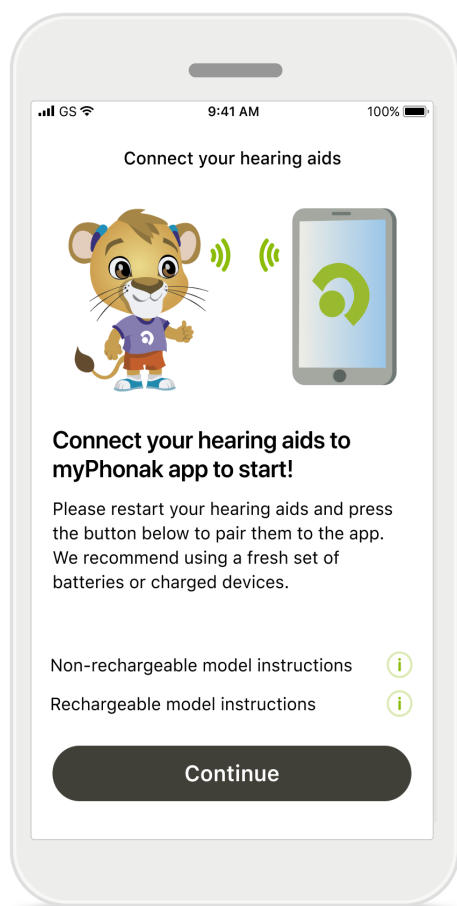 GS 9:41 AM 100%
Connect your hearing aids
Connect your hearing aids to
myPhonak app to start!
Please restart your hearing aids and press
the button below to pair them to the app.
We recommend using a fresh set of
batteries or charged devices.
Non-rechargeable model instructions i
Rechargeable model instructions i
Continue